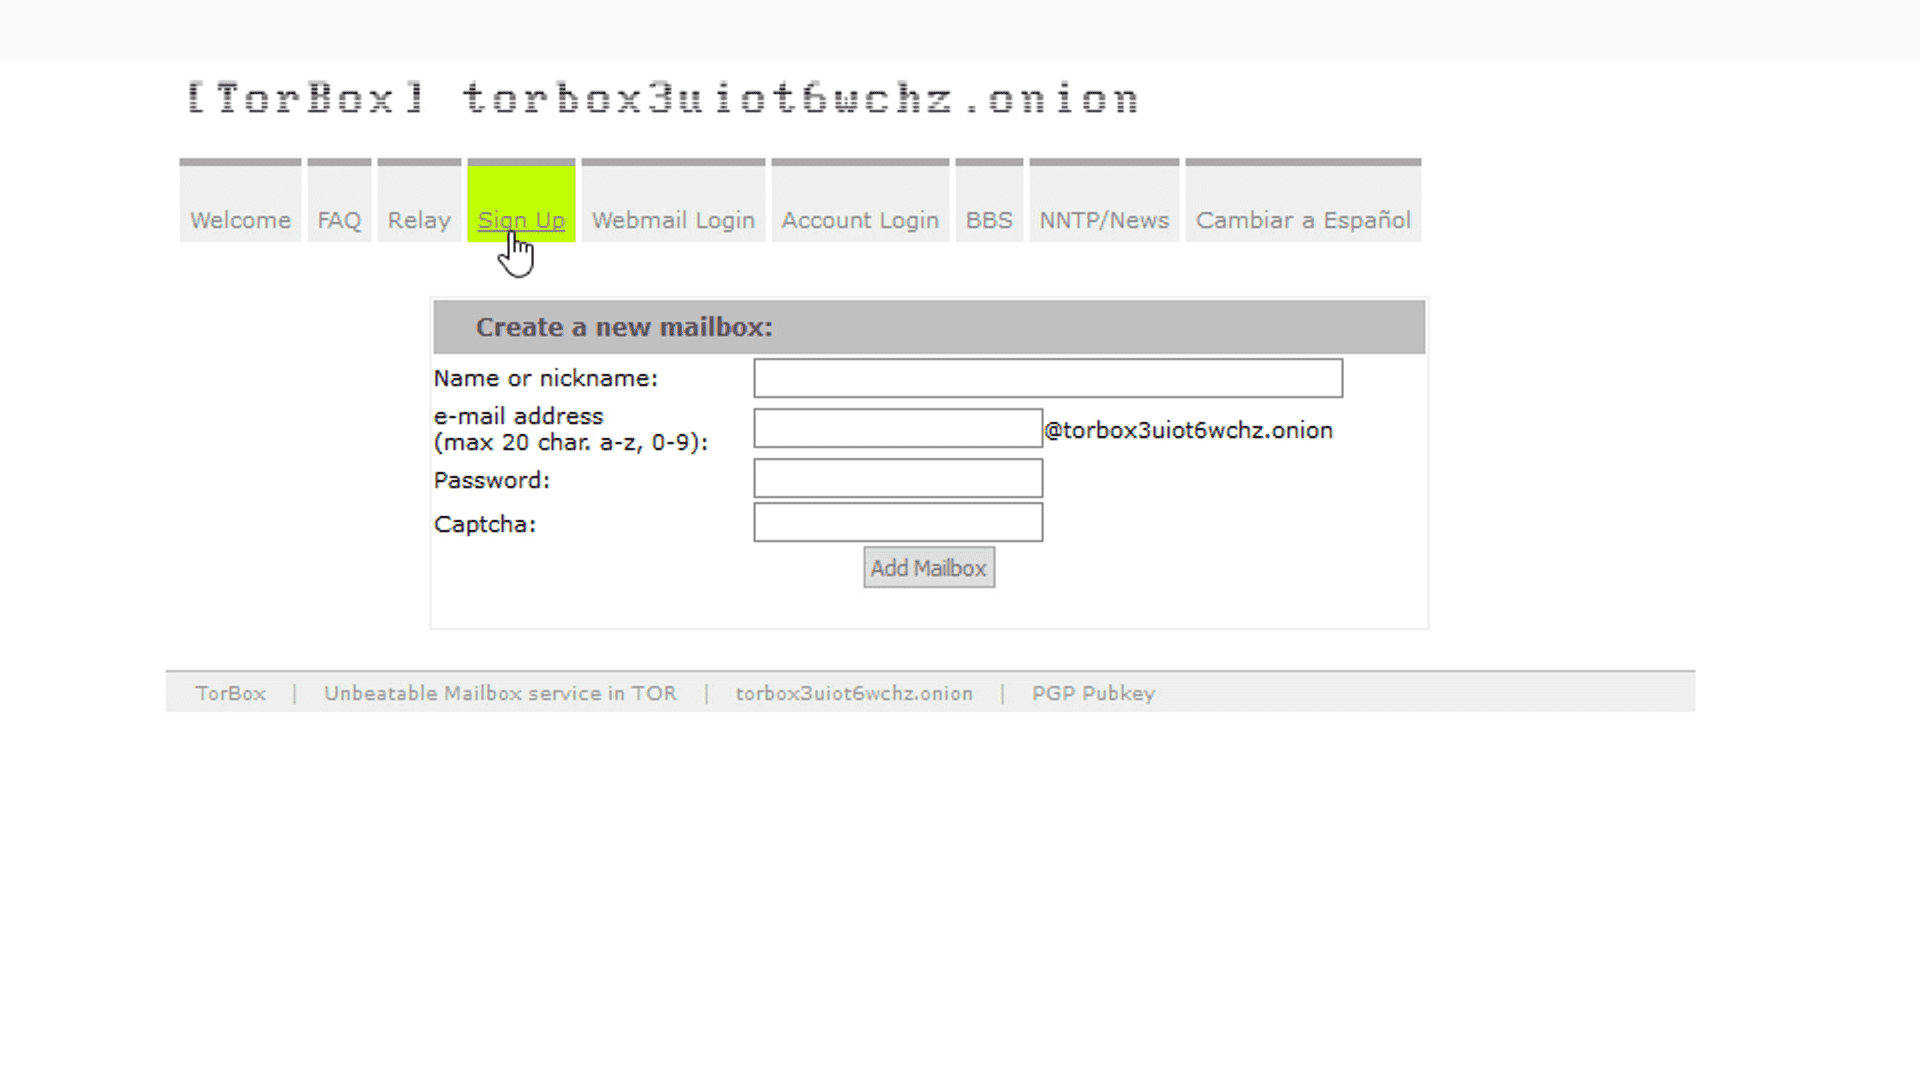 [TorBox] torbox3uiot6wchz.onion
Welcome FAQ Relay Sign Up Webmail Login Account Login BBS NNTP/News Cambiar a Español
Create a new mailbox:
Name or nickname:
e-mail address
(max 20 char. a-z, 0-9): @torbox3uiot6wchz.onion
Password:
Captcha:
Add Mailbox
TorBox | Unbeatable Mailbox service in TOR | torbox3uiot6wchz.onion | PGP Pubkey